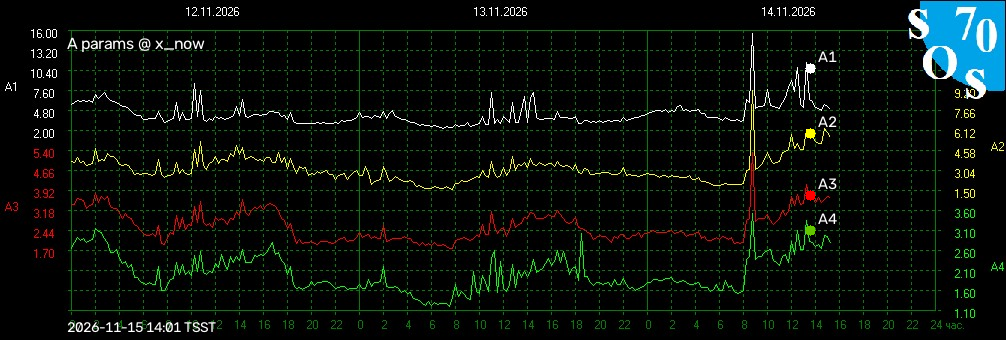 12.11.2026 13.11.2026 14.11.2026
S 70
O
S
A params @ x_now
16.00
13.20
10.40
7.60
4.80
2.00
A1
5.40
4.66
3.92
3.18
2.44
1.70
A3
A1
A2
A3
A4
7.66
6.12
4.58
3.04
1.50
A2
3.60
3.10
2.60
2.10
1.60
1.10
A4
2026-11-15 14:01 TSST
14 16 18 20 22 0 2 4 6 8 10 12 14 16 18 20 22 0 2 4 6 8 10 12 14 16 18 20 22 24 час.